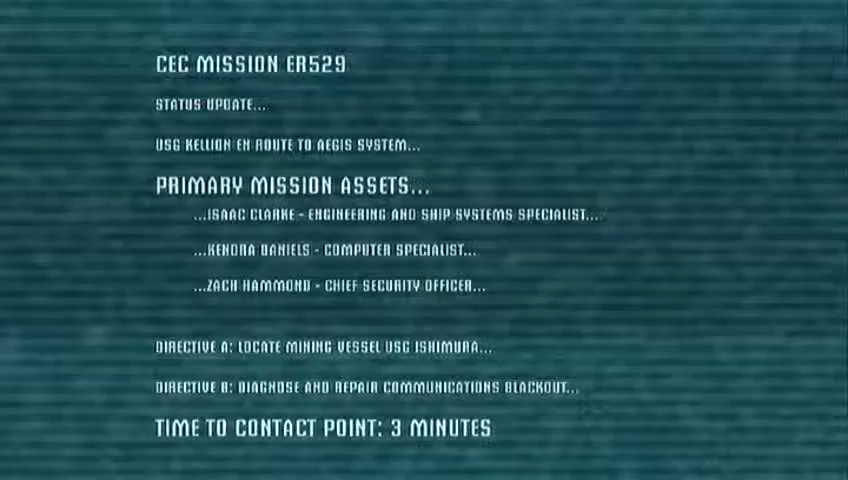 CEC MISSION ER529
STATUS UPDATE...
USG KELLION EN ROUTE TO AEGIS SYSTEM...
PRIMARY MISSION ASSETS...
...ISAAC CLARKE - ENGINEERING AND SHIP SYSTEMS SPECIALIST...
...KENDRA DANIELS - COMPUTER SPECIALIST...
...ZACH HAMMOND - CHIEF SECURITY OFFICER...
DIRECTIVE A: LOCATE MINING VESSEL USG ISHIMURA...
DIRECTIVE B: DIAGNOSE AND REPAIR COMMUNICATIONS BLACKOUT...
TIME TO CONTACT POINT: 3 MINUTES